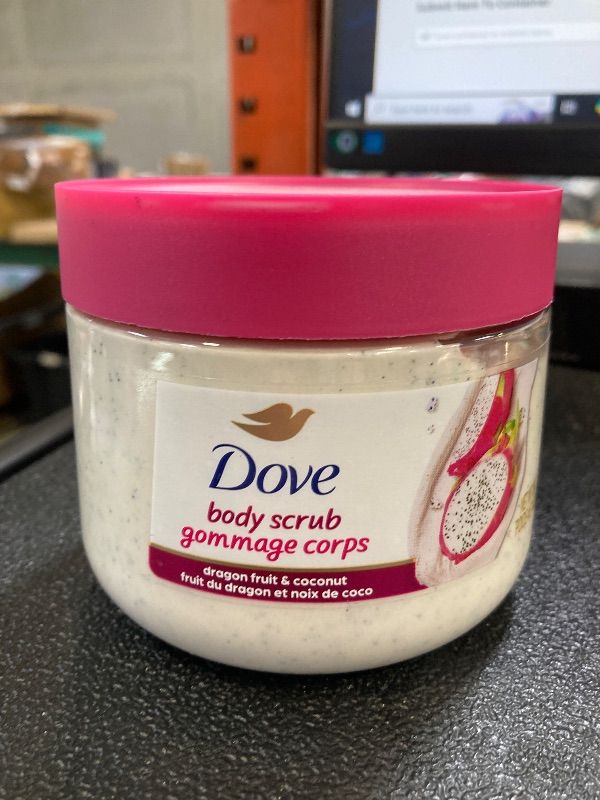 Dove
body scrub
gommage corps
dragon fruit & coconut
fruit du dragon et noix de coco